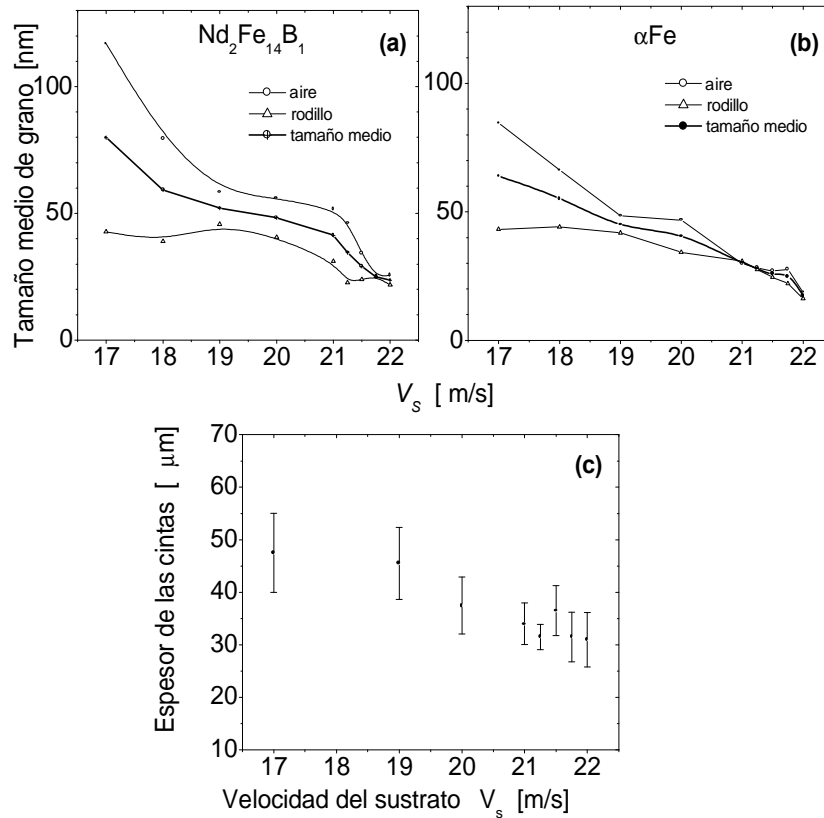 Nd₂Fe₁₄B₁
(a)
aire
rodillo
tamaño medio
Tamaño medio de grano [nm]
100
50
0
17 18 19 20 21 22
αFe
(b)
aire
rodillo
tamaño medio
100
50
0
17 18 19 20 21 22
V_S [ m/s]
(c)
Espesor de las cintas [ μm]
70
60
50
40
30
20
10
17 18 19 20 21 22
Velocidad del sustrato V_s [m/s]